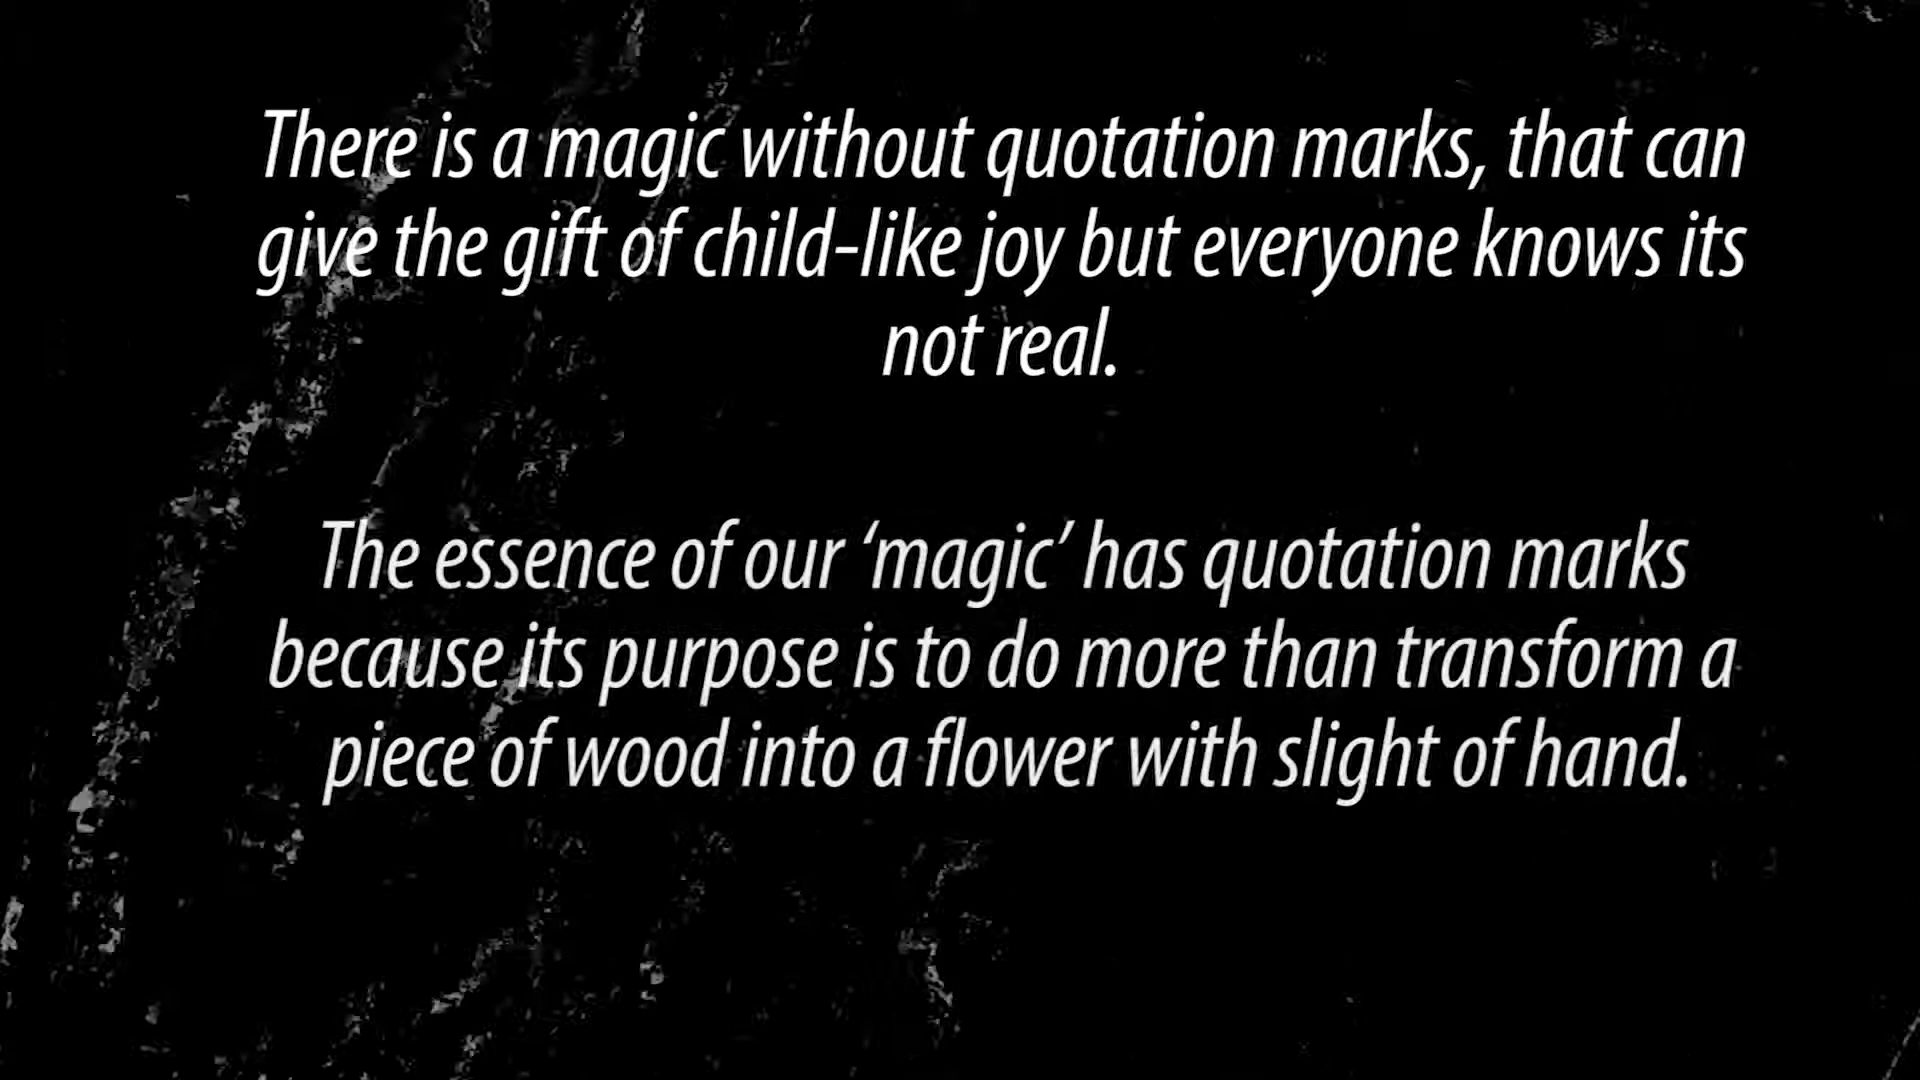 There is a magic without quotation marks, that can
give the gift of child-like joy but everyone knows its
not real.
The essence of our ‘magic’ has quotation marks
because its purpose is to do more than transform a
piece of wood into a flower with slight of hand.